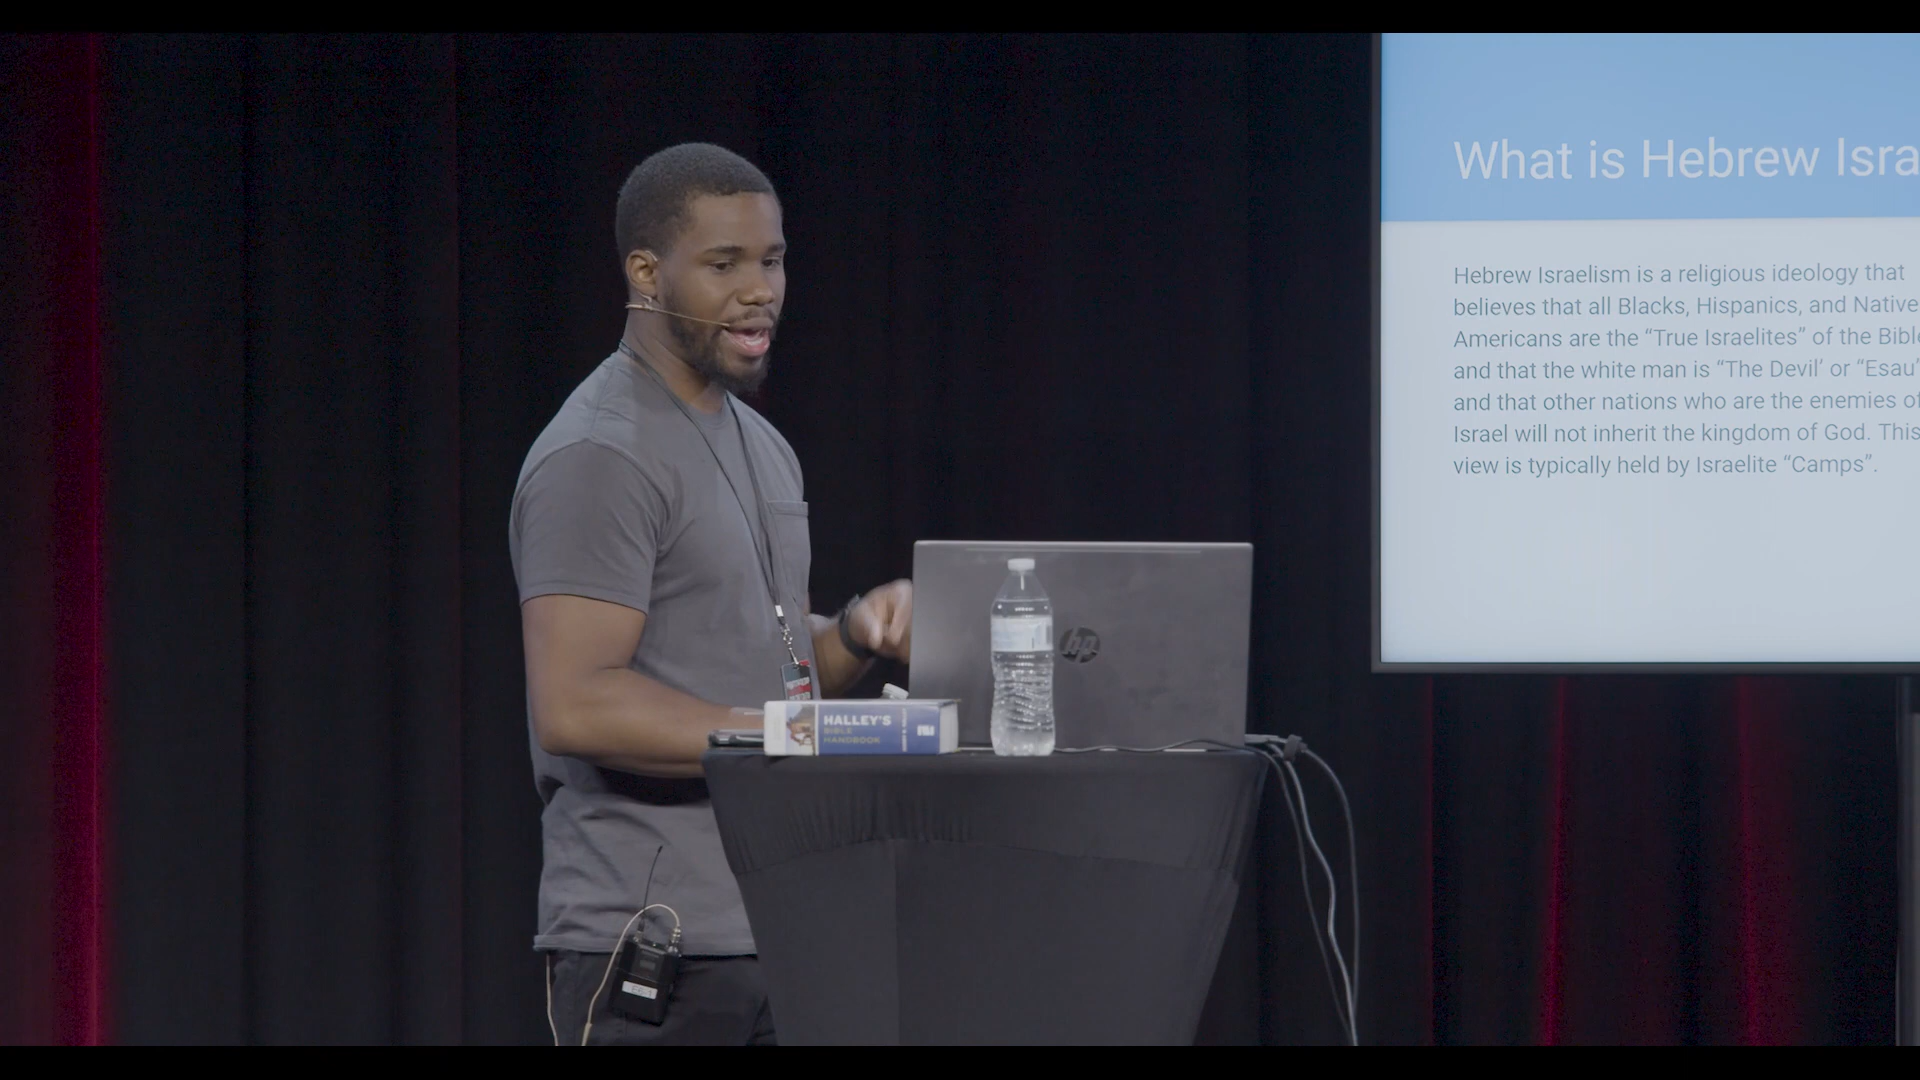 What is Hebrew Isra
Hebrew Israelism is a religious ideology that
believes that all Blacks, Hispanics, and Native
Americans are the “True Israelites” of the Bible
and that the white man is “The Devil’ or “Esau”
and that other nations who are the enemies of
Israel will not inherit the kingdom of God. This
view is typically held by Israelite “Camps”.
hp
HALLEY'S
BIBLE
HANDBOOK